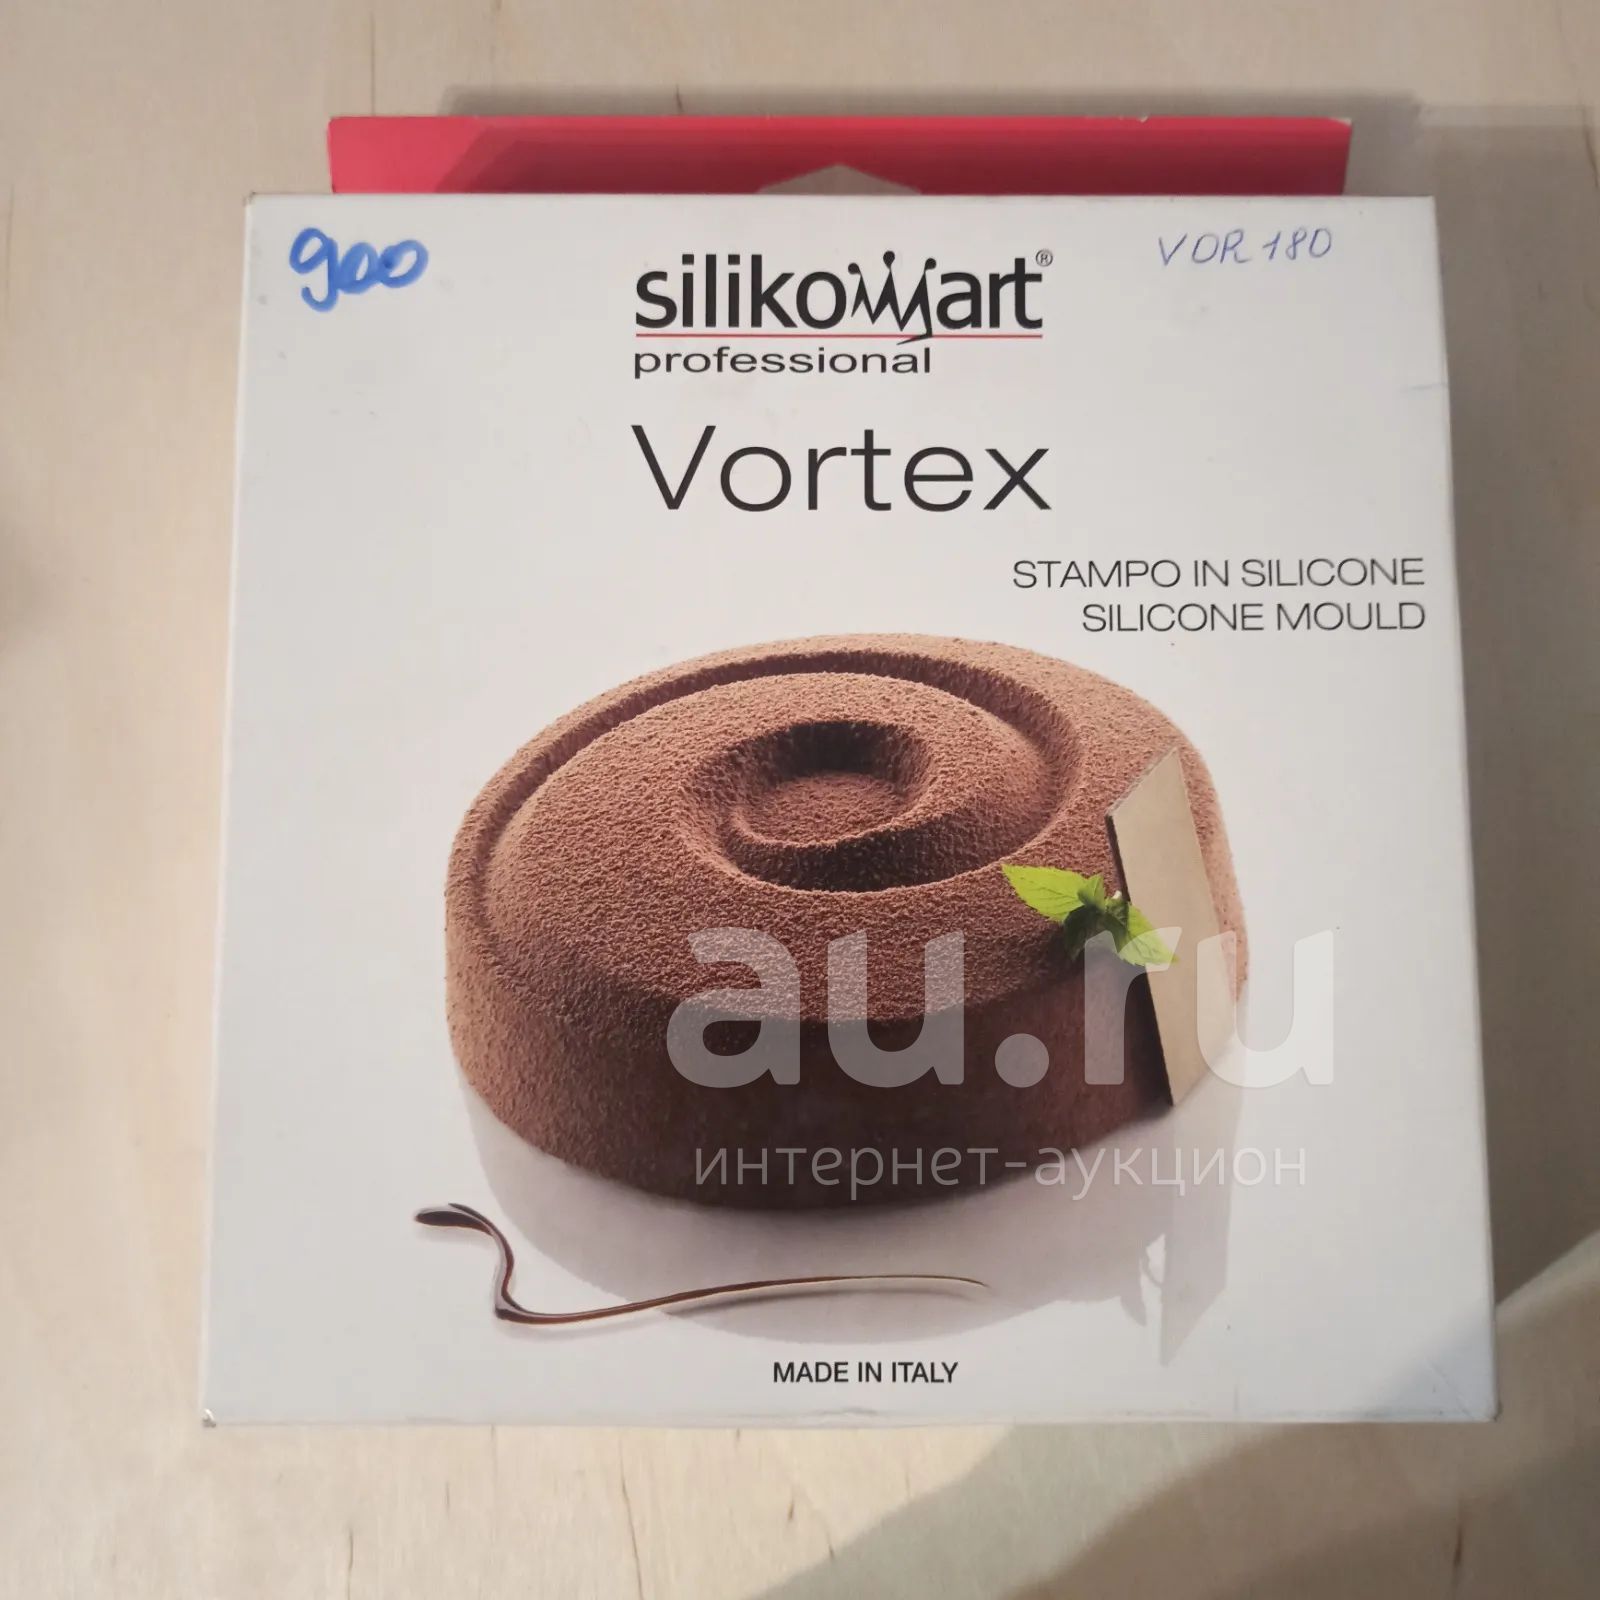 900
VOR 180
silikomart®
professional
Vortex
STAMPO IN SILICONE
SILICONE MOULD
au.ru
интернет-аукцион
MADE IN ITALY